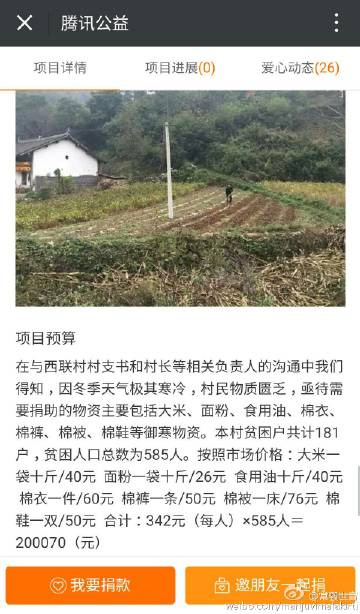 腾讯公益
项目详情 项目进展(0) 爱心动态(26)
项目预算
在与西联村村支书和村长等相关负责人的沟通中我们
得知，因冬季天气极其寒冷，村民物质匮乏，亟待需
要捐助的物资主要包括大米、面粉、食用油、棉衣、
棉裤、棉被、棉鞋等御寒物资。本村贫困户共计181
户，贫困人口总数为585人。按照市场价格：大米一
袋十斤/40元 面粉一袋十斤/26元 食用油十斤/40元
棉衣一件/60元 棉裤一条/50元 棉被一床/76元 棉
鞋一双/50元 合计：342元（每人）×585人＝
200070（元）
我要捐款 邀朋友一起捐